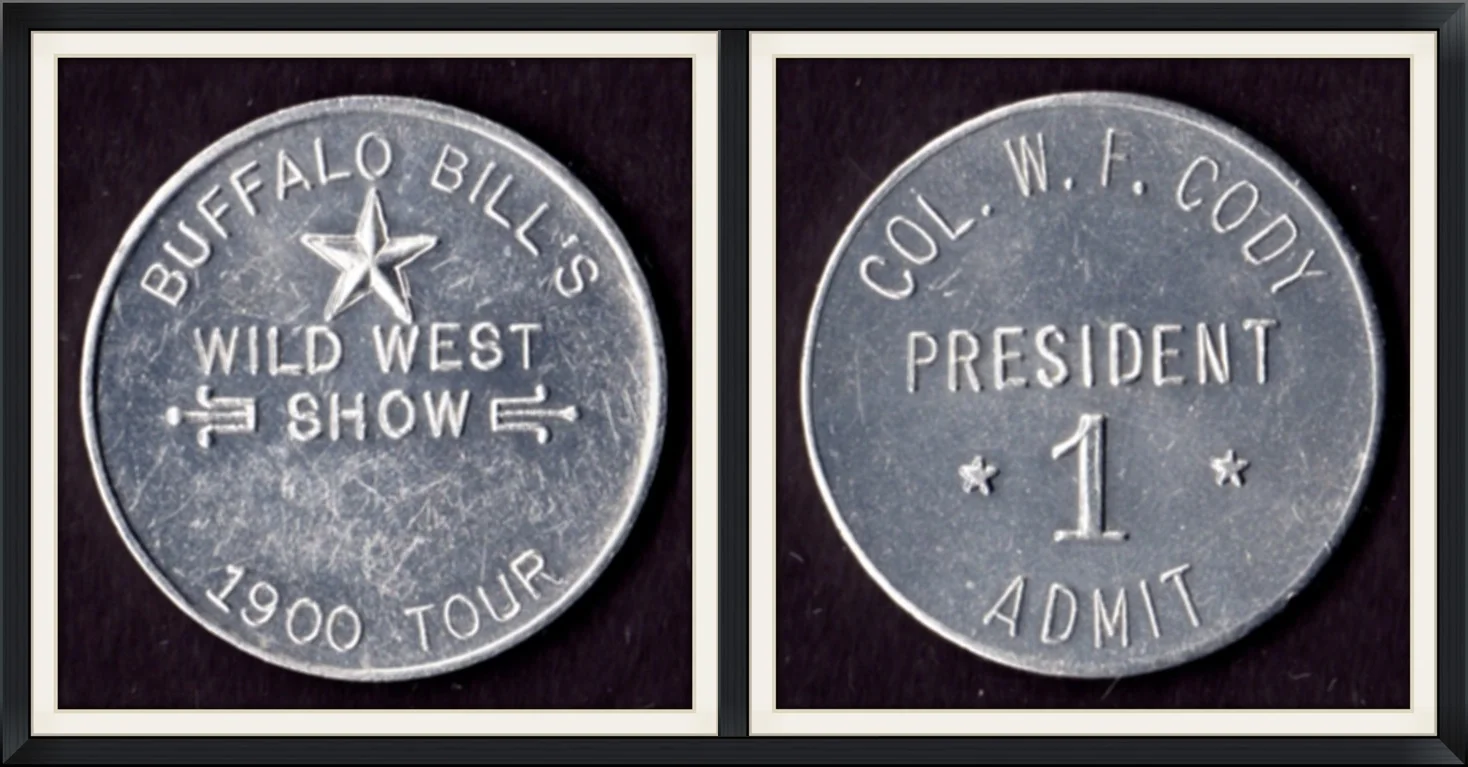 BUFFALO BILL'S
WILD WEST
SHOW
1900 TOUR
COL. W. F. CODY
PRESIDENT
1
ADMIT